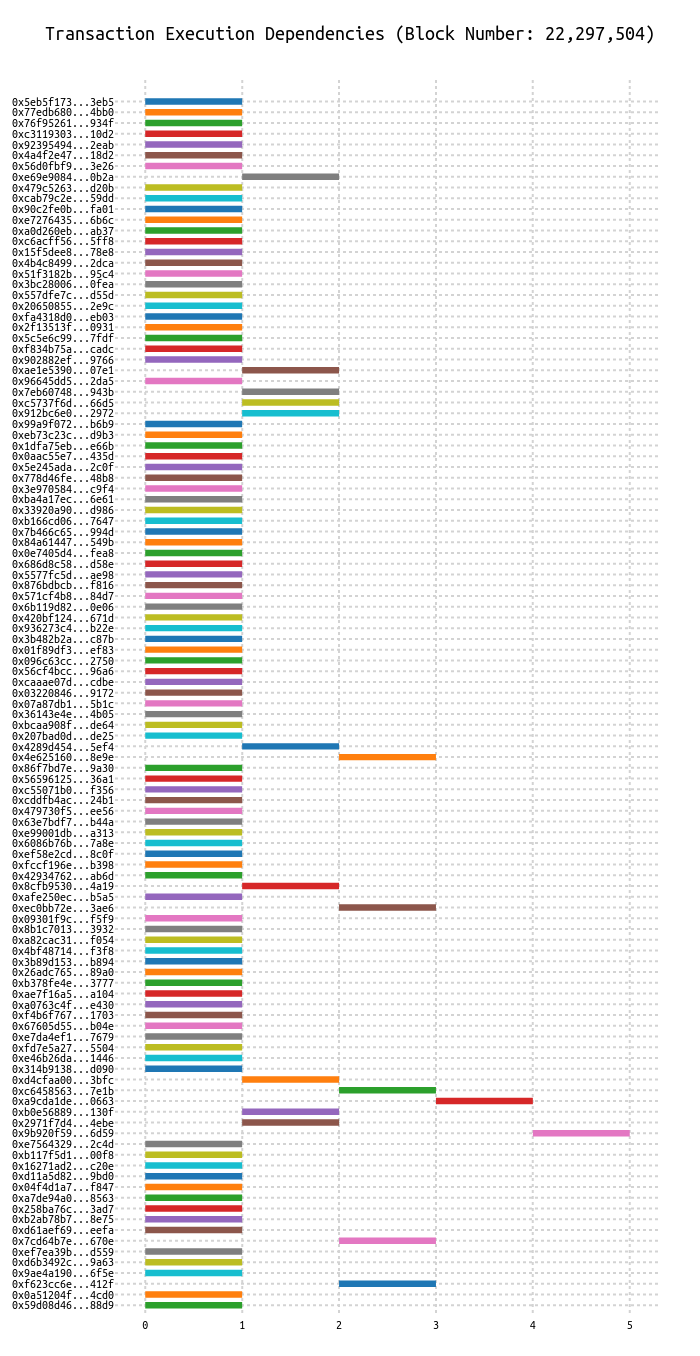 Transaction Execution Dependencies (Block Number: 22,297,504)
0x5eb5f173...3eb5
0x77edb680...4bb0
0x76f95261...934f
0xc3119303...10d2
0x92395494...2eab
0x4a4f2e47...18d2
0x56d0fbf9...3e26
0xe69e9084...0b2a
0x479c5263...d20b
0xcab79c2e...59dd
0x90c2fe0b...fa01
0xe7276435...6b6c
0xa0d260eb...ab37
0xc6acff56...5ff8
0x15f5dee8...78e8
0x4b4c8499...2dca
0x51f3182b...95c4
0x3bc28006...0fea
0x557dfe7c...d55d
0x20650855...2e9c
0xfa4318d0...eb03
0x2f13513f...0931
0x5c5e6c99...7fdf
0xf834b75a...cadc
0x902882ef...9766
0xae1e5390...07e1
0x96645dd5...2da5
0x7eb60748...943b
0xc5737f6d...66d5
0x912bc6e0...2972
0x99a9f072...b6b9
0xeb73c23c...d9b3
0x1dfa75eb...e66b
0x0aac55e7...435d
0x5e245ada...2c0f
0x778d46fe...48b8
0x3e970584...c9f4
0xba4a17ec...6e61
0x33920a90...d986
0xb166cd06...7647
0x7b466c65...994d
0x84a61447...549b
0x0e7405d4...fea8
0x686d8c58...d58e
0x5577fc5d...ae98
0x876bdbcb...f816
0x571cf4b8...84d7
0x6b119d82...0e06
0x420bf124...671d
0x936273c4...b22e
0x3b482b2a...c87b
0x01f89df3...ef83
0x096c63cc...2750
0x56cf4bcc...96a6
0xcaaae07d...cdbe
0x03220846...9172
0x07a87db1...5b1c
0x36143e4e...4b05
0xbcaa908f...de64
0x207bad0d...de25
0x4289d454...5ef4
0x4e625160...8e9e
0x86f7bd7e...9a30
0x56596125...36a1
0xc55071b0...f356
0xcddfb4ac...24b1
0x479730f5...ee56
0x63e7bdf7...b44a
0xe99001db...a313
0x6086b76b...7a8e
0xef58e2cd...8c0f
0xfccf196e...b398
0x42934762...ab6d
0x8cfb9530...4a19
0xafe250ec...b5a5
0xec0bb72e...3ae6
0x09301f9c...f5f9
0x8b1c7013...3932
0xa82cac31...f054
0x4bf48714...f3f8
0x3b89d153...b894
0x26adc765...89a0
0xb378fe4e...3777
0xae7f16a5...a104
0xa0763c4f...e430
0xf4b6f767...1703
0x67605d55...b04e
0xe7da4ef1...7679
0xfd7e5a27...5504
0xe46b26da...1446
0x314b9138...d090
0xd4cfaa00...3bfc
0xc6458563...7e1b
0xa9cda1de...0663
0xb0e56889...130f
0x2971f7d4...4ebe
0x9b920f59...6d59
0xe7564329...2c4d
0xb117f5d1...00f8
0x16271ad2...c20e
0xd11a5d82...9bd0
0x04f4d1a7...f847
0xa7de94a0...8563
0x258ba76c...3ad7
0xb2ab78b7...8e75
0xd61aef69...eefa
0x7cd64b7e...670e
0xef7ea39b...d559
0xd6b3492c...9a63
0x9ae4a190...6f5e
0xf623cc6e...412f
0x0a51204f...4cd0
0x59d08d46...88d9
0 1 2 3 4 5